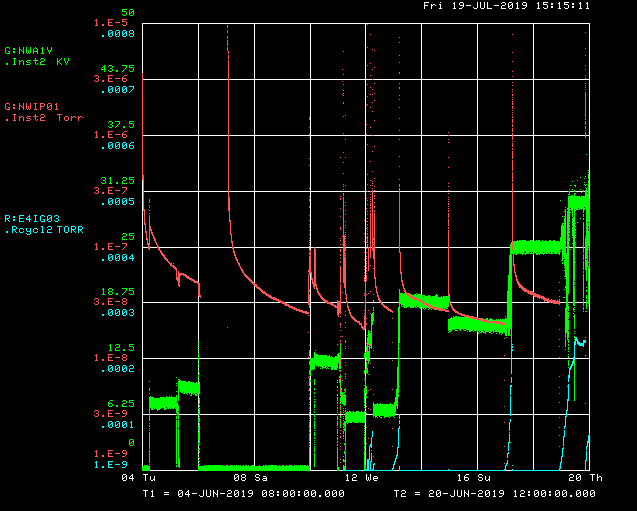 Fri 19-JUL-2019 15:15:11
50
1.E-5
.0008
G:NWA1V
.Inst2 KV
43.75
3.E-6
.0007
G:NWIP01
.Inst2 Torr
37.5
1.E-6
.0006
31.25
3.E-7
.0005
R:E4IG03
.Rcycl2 TORR
25
1.E-7
.0004
18.75
3.E-8
.0003
12.5
1.E-8
.0002
6.25
3.E-9
.0001
0
1.E-9
1.E-9
04 Tu 08 Sa 12 We 16 Su 20 Th
T1 = 04-JUN-2019 08:00:00.000 T2 = 20-JUN-2019 12:00:00.000